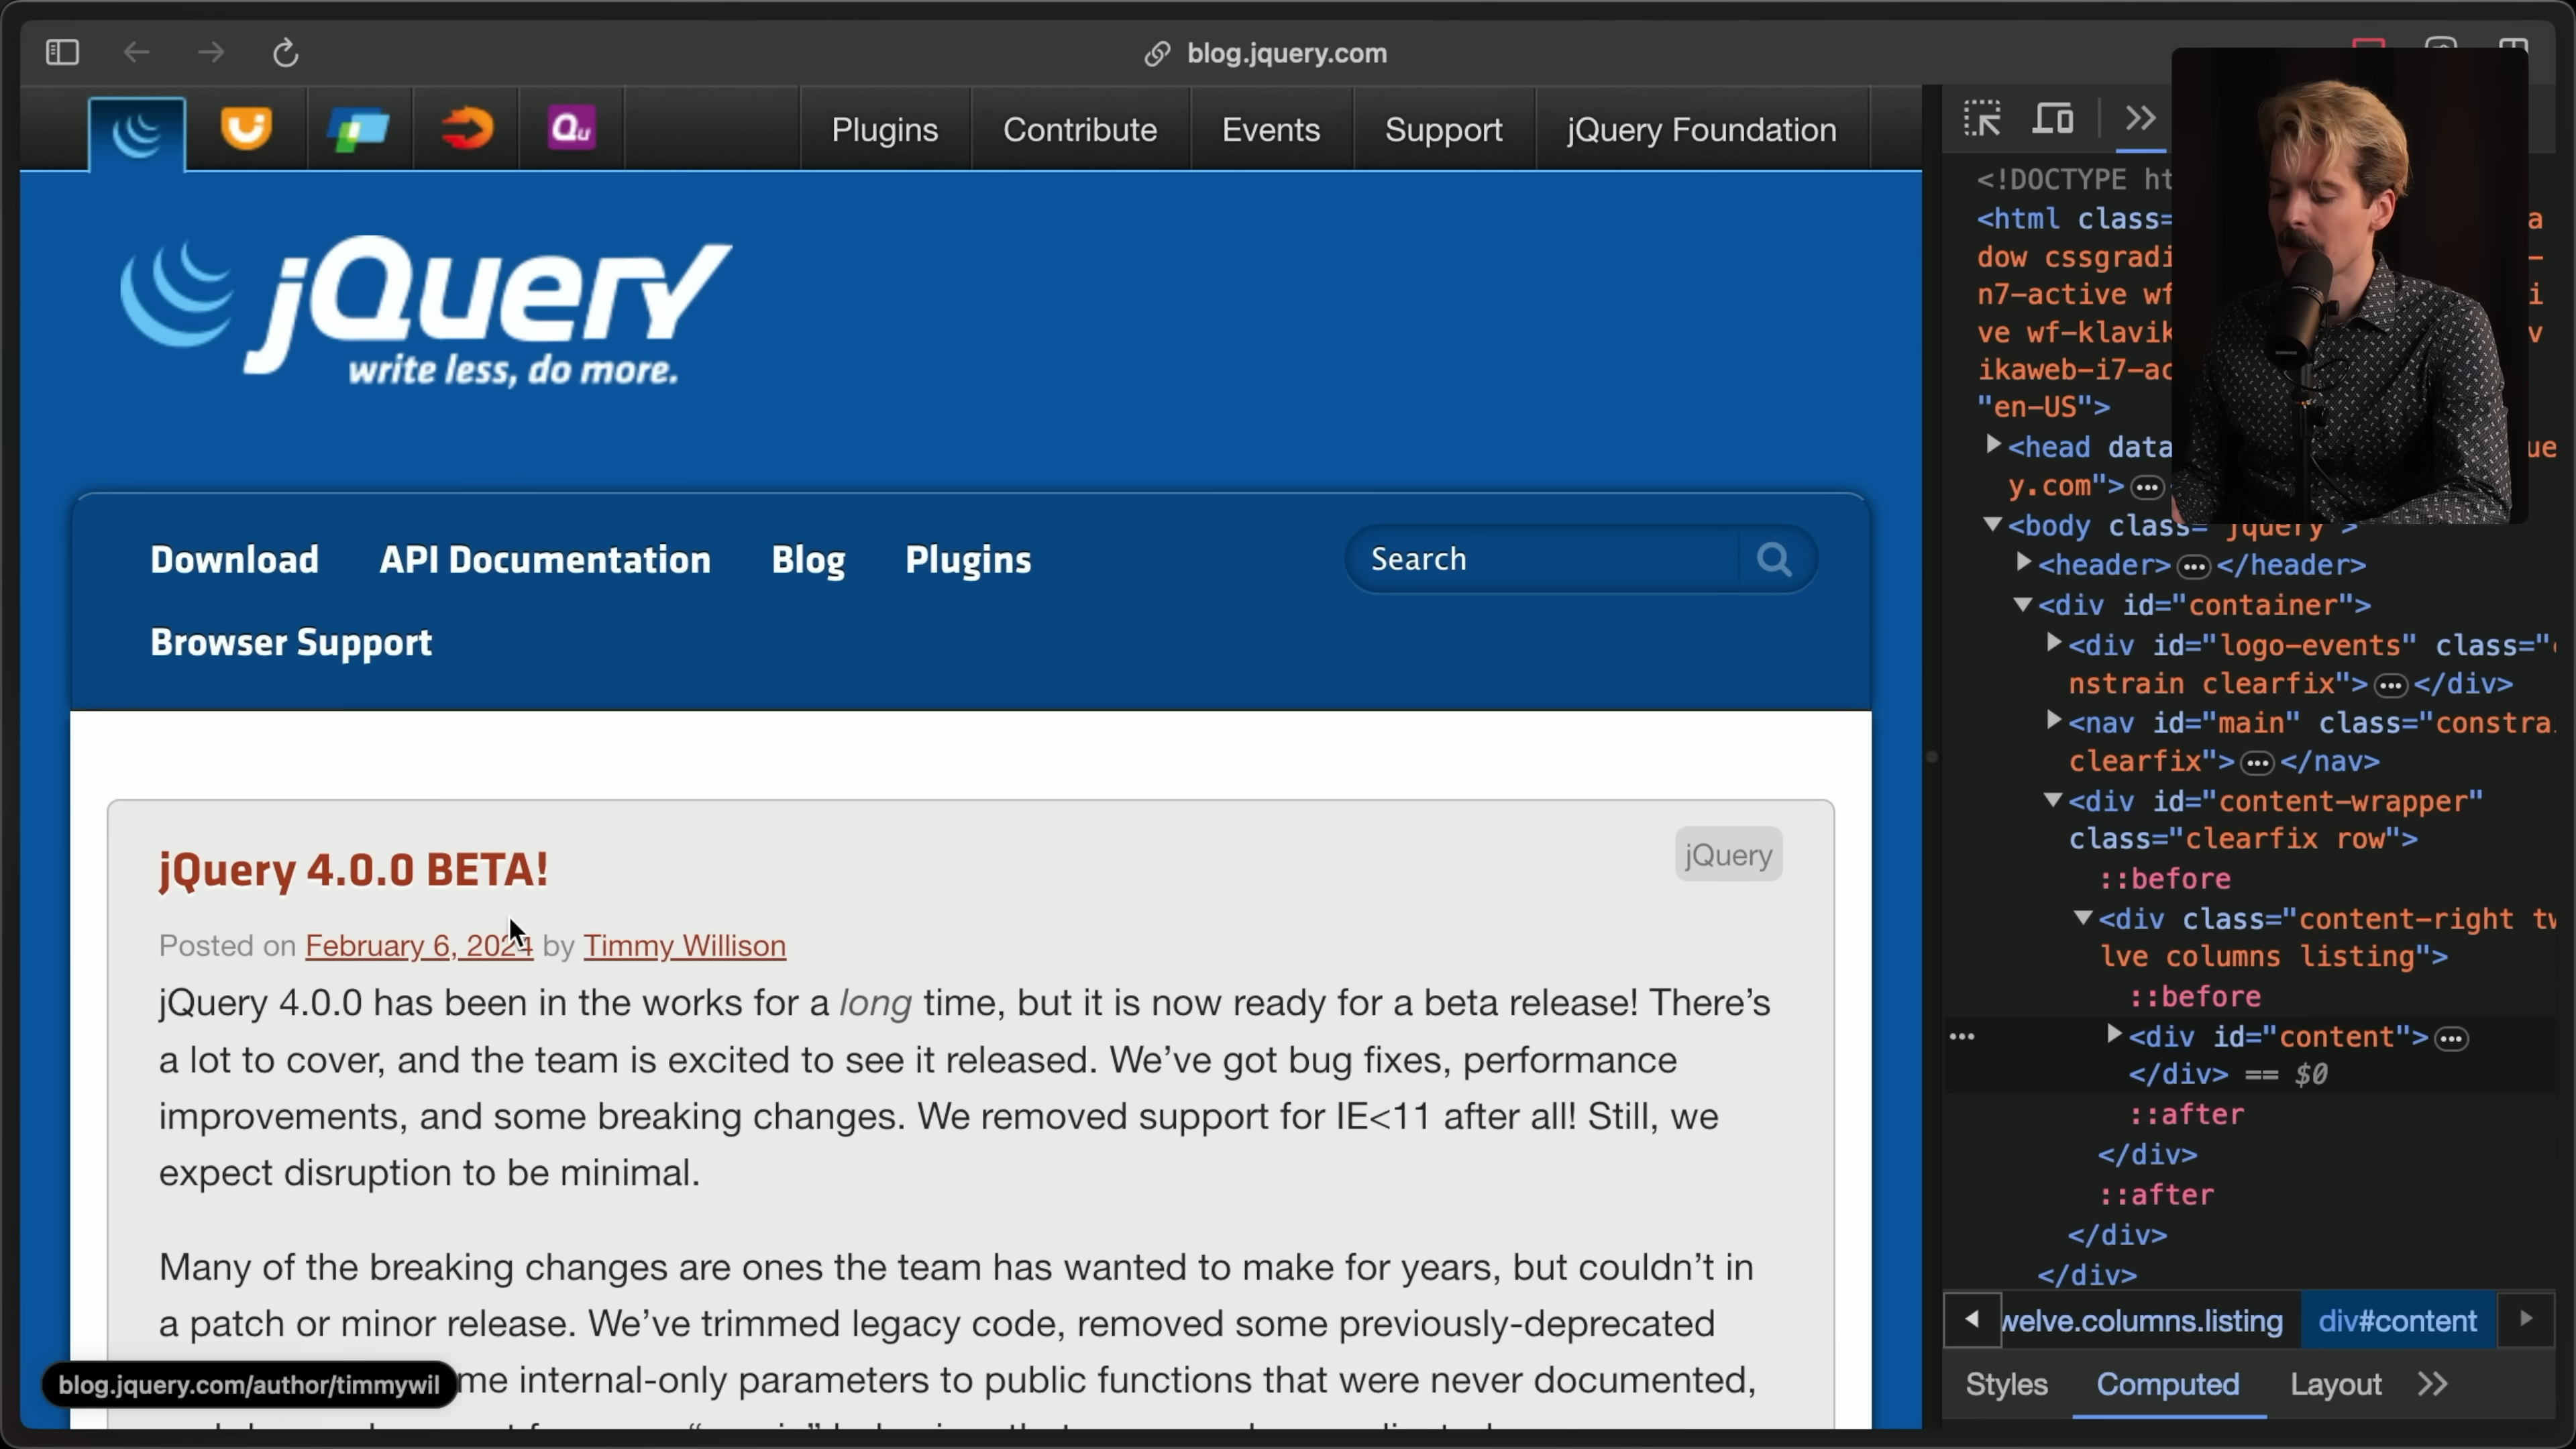 blog.jquery.com
Qu
Plugins
Contribute
Events
Support
jQuery Foundation
jQuery
write less, do more.
Download
API Documentation
Blog
Plugins
Search
Browser Support
jQuery 4.0.0 BETA!
jQuery
Posted on February 6, 2024 by Timmy Willison
jQuery 4.0.0 has been in the works for a long time, but it is now ready for a beta release! There’s
a lot to cover, and the team is excited to see it released. We’ve got bug fixes, performance
improvements, and some breaking changes. We removed support for IE<11 after all! Still, we
expect disruption to be minimal.
Many of the breaking changes are ones the team has wanted to make for years, but couldn’t in
a patch or minor release. We’ve trimmed legacy code, removed some previously-deprecated
me internal-only parameters to public functions that were never documented,
blog.jquery.com/author/timmywil
<!DOCTYPE ht
<html class= a
dow cssgradi -
n7-active wf i
ve wf-klavik v
ikaweb-i7-ac
"en-US">
<head data ue
y.com">
<body class="jquery">
<header> </header>
<div id="container">
<div id="logo-events" class="
nstrain clearfix"> </div>
<nav id="main" class="constra
clearfix"> </nav>
<div id="content-wrapper"
class="clearfix row">
::before
<div class="content-right tw
lve columns listing">
::before
<div id="content">
</div> == $0
::after
</div>
::after
</div>
</div>
welve.columns.listing
div#content
Styles
Computed
Layout